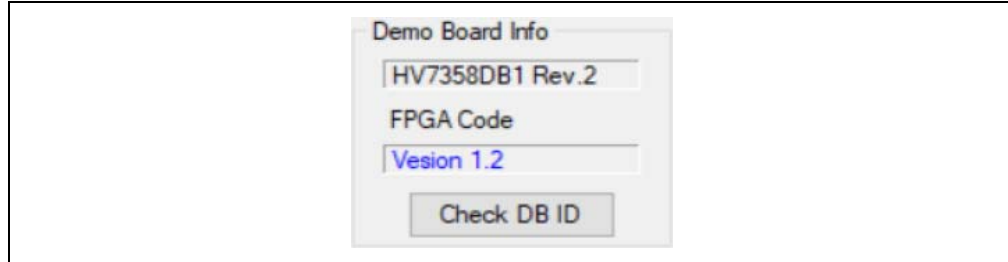 Demo Board Info
HV7358DB1 Rev.2
FPGA Code
Vesion 1.2
Check DB ID